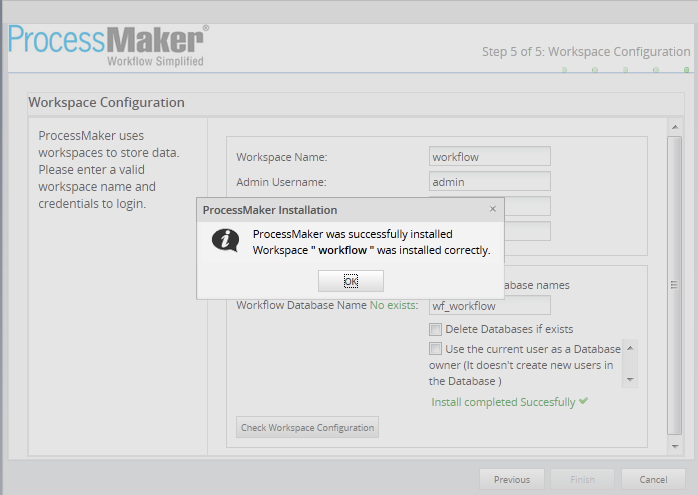 ProcessMaker®
Workflow Simplified
Step 5 of 5: Workspace Configuration
Workspace Configuration
ProcessMaker uses
workspaces to store data.
Please enter a valid
workspace name and
credentials to login.
Workspace Name:
workflow
Admin Username:
admin
ProcessMaker Installation
×
ProcessMaker was successfully installed
Workspace " workflow " was installed correctly.
OK
abase names
Workflow Database Name No exists:
wf_workflow
Delete Databases if exists
Use the current user as a Database
owner (It doesn't create new users in
the Database )
Install completed Succesfully
Check Workspace Configuration
Previous
Finish
Cancel